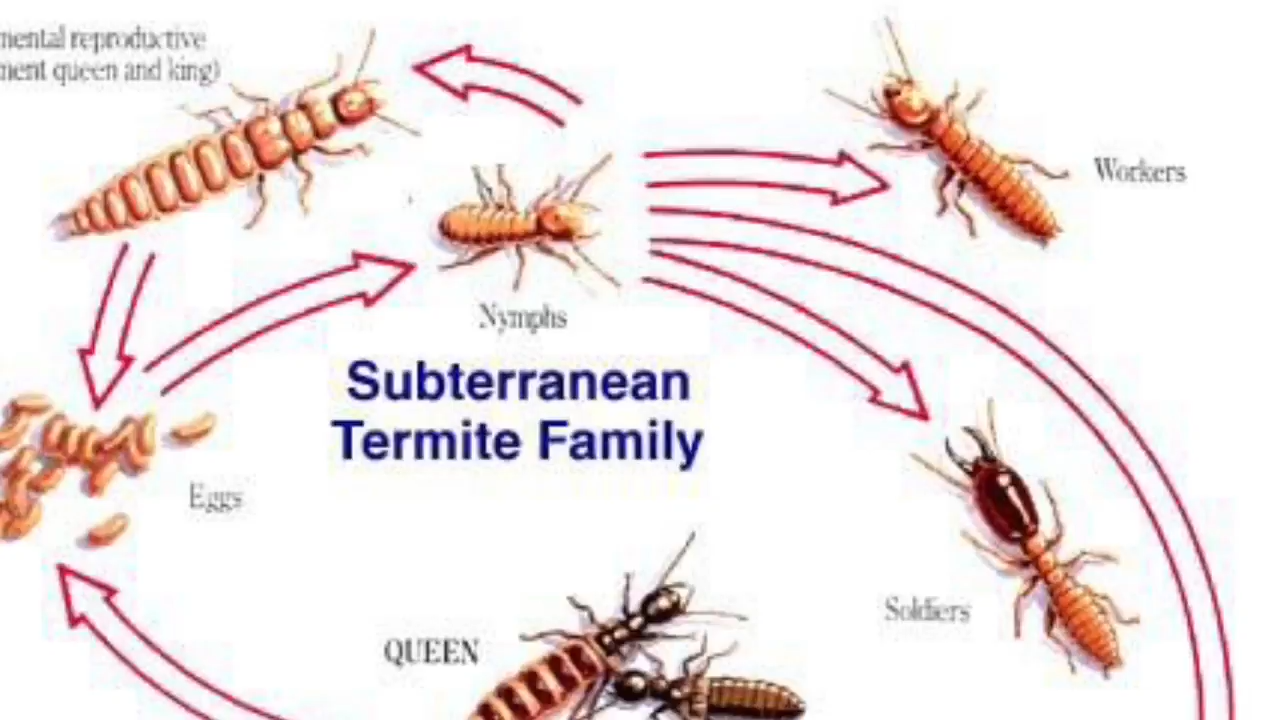 mental reproductive
ment queen and king)
Workers
Nymphs
Subterranean
Termite Family
Eggs
Soldiers
QUEEN